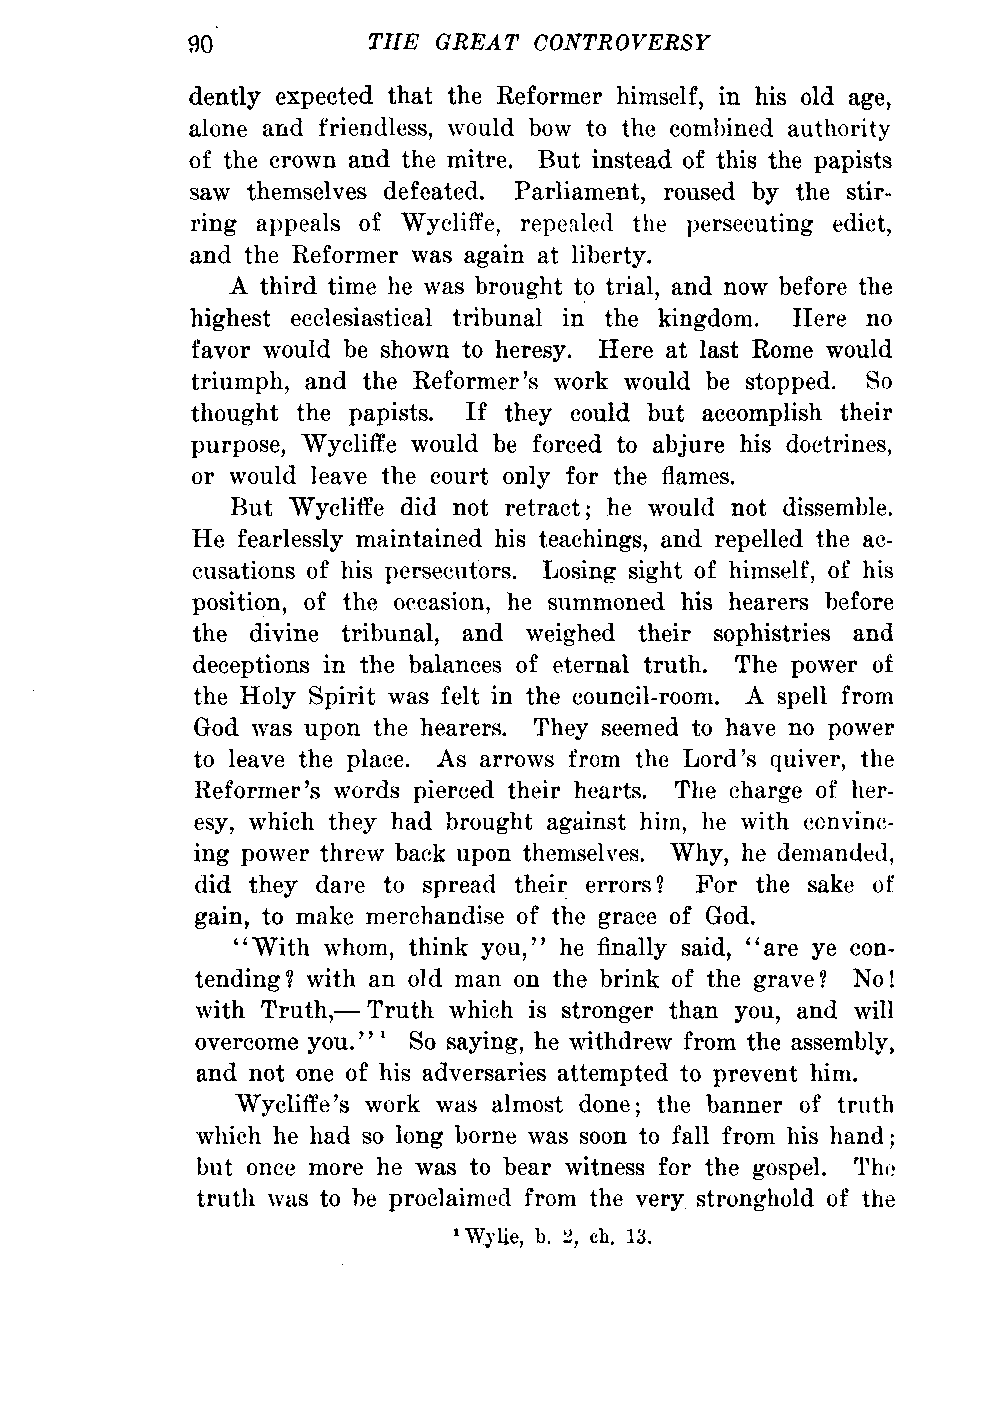 90 THE GREAT CONTROVERSY
dently expected that the Reformer himself, in his old age,
alone and friendless, would bow to the combined authority
of the crown and the mitre. But instead of this the papists
saw themselves defeated. Parliament, roused by the stir-
ring appeals of Wycliffe, repealed the persecuting edict,
and the Reformer was again at liberty.
A third time he was brought to trial, and now before the
highest ecclesiastical tribunal in the kingdom. Here no
favor would be shown to heresy. Here at last Rome would
triumph, and the Reformer's work would be stopped. So
thought the papists. If they could but accomplish their
purpose, Wycliffe would be forced to abjure his doctrines,
or would leave the court only for the flames.
But Wycliffe did not retract; he would not dissemble.
He fearlessly maintained his teachings, and repelled the ac-
cusations of his persecutors. Losing sight of himself, of his
position, of the occasion, he summoned his hearers before
the divine tribunal, and weighed their sophistries and
deceptions in the balances of eternal truth. The power of
the Holy Spirit was felt in the council-room. A spell from
God was upon the hearers. They seemed to have no power
to leave the place. As arrows from the Lord's quiver, the
Reformer's words pierced their hearts. The charge of her-
esy, which they had brought against him, he with convinc-
ing power threw back upon themselves. Why, he demanded,
did they dare to spread their errors? For the sake of
gain, to make merchandise of the grace of God.
"With whom, think you," he finally said, "are ye con-
tending? with an old man on the brink of the grave? No!
with Truth,— Truth which is stronger than you, and will
overcome you."¹ So saying, he withdrew from the assembly,
and not one of his adversaries attempted to prevent him.
Wycliffe's work was almost done; the banner of truth
which he had so long borne was soon to fall from his hand;
but once more he was to bear witness for the gospel. The
truth was to be proclaimed from the very stronghold of the
¹ Wylie, b. 2, ch. 13.